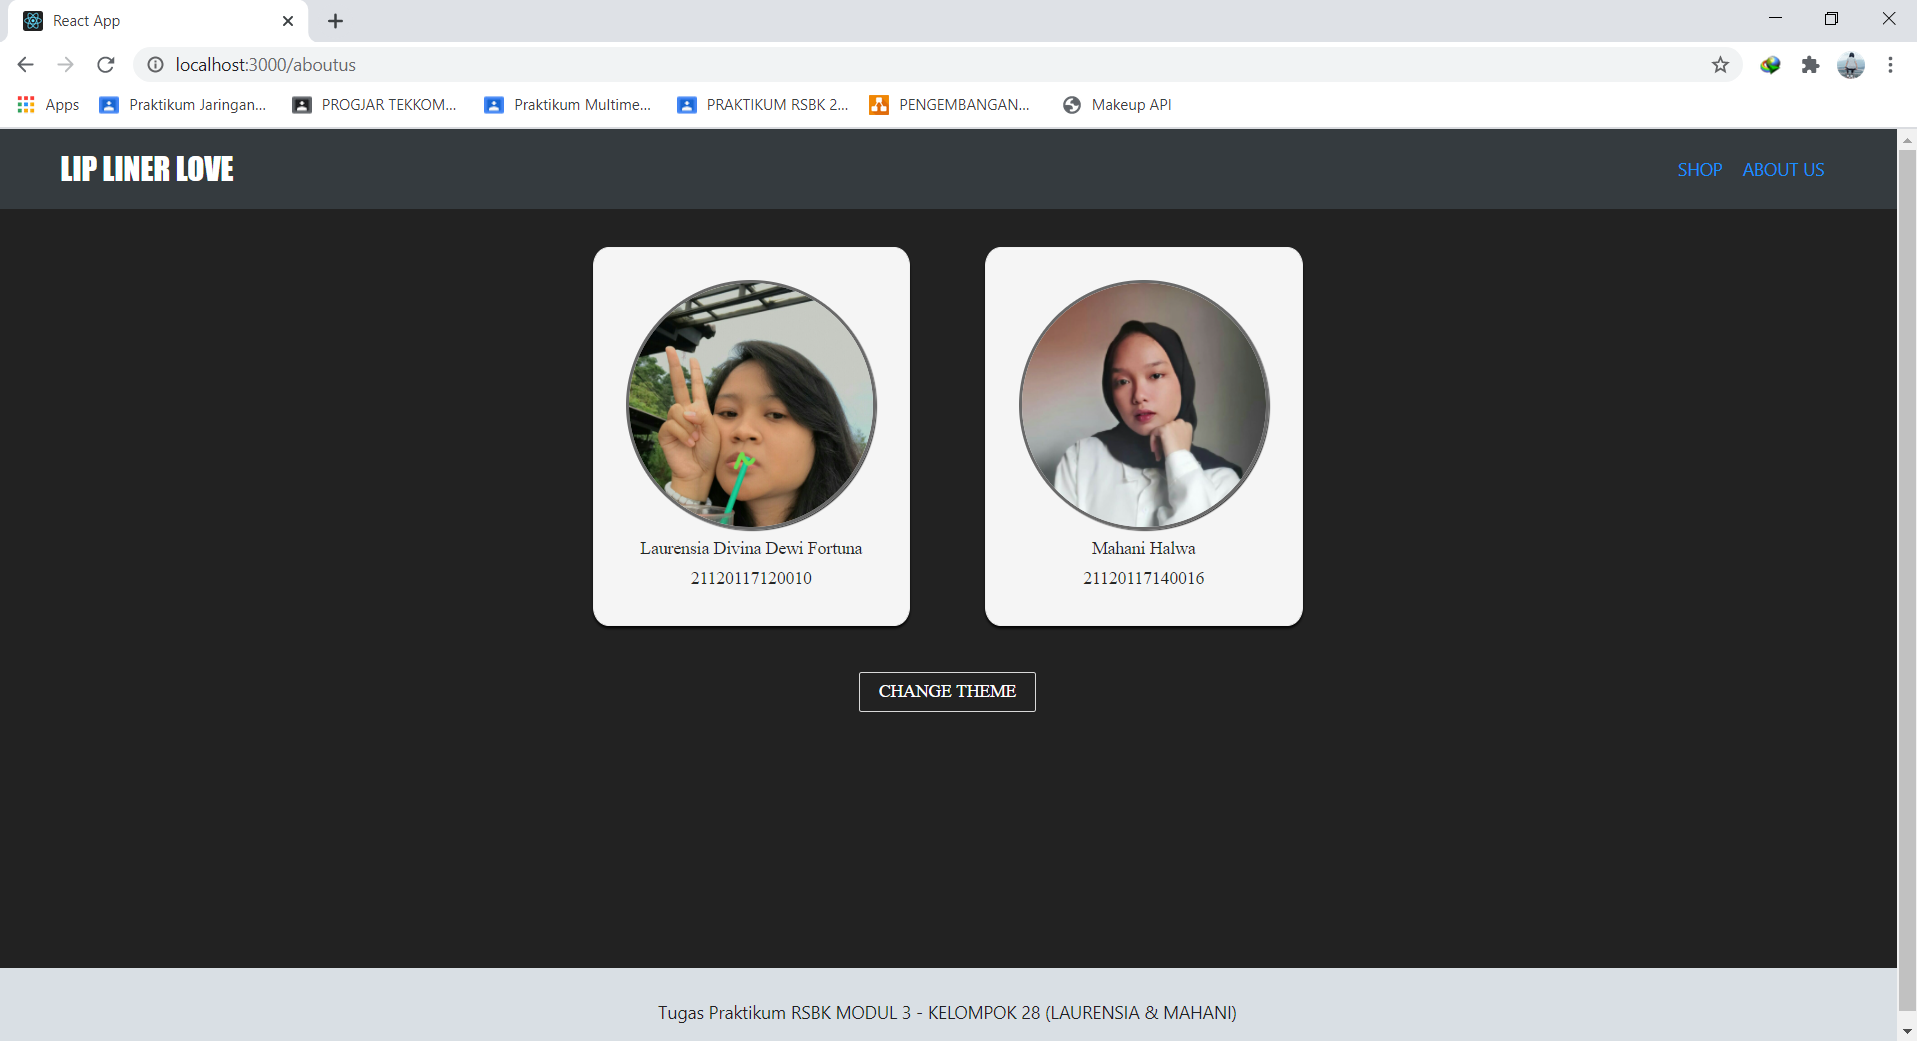 React App
localhost:3000/aboutus
Apps
Praktikum Jaringan...
PROGJAR TEKKOM...
Praktikum Multime...
PRAKTIKUM RSBK 2...
PENGEMBANGAN...
Makeup API
LIP LINER LOVE
SHOP
ABOUT US
Laurensia Divina Dewi Fortuna
21120117120010
Mahani Halwa
21120117140016
CHANGE THEME
Tugas Praktikum RSBK MODUL 3 - KELOMPOK 28 (LAURENSIA & MAHANI)